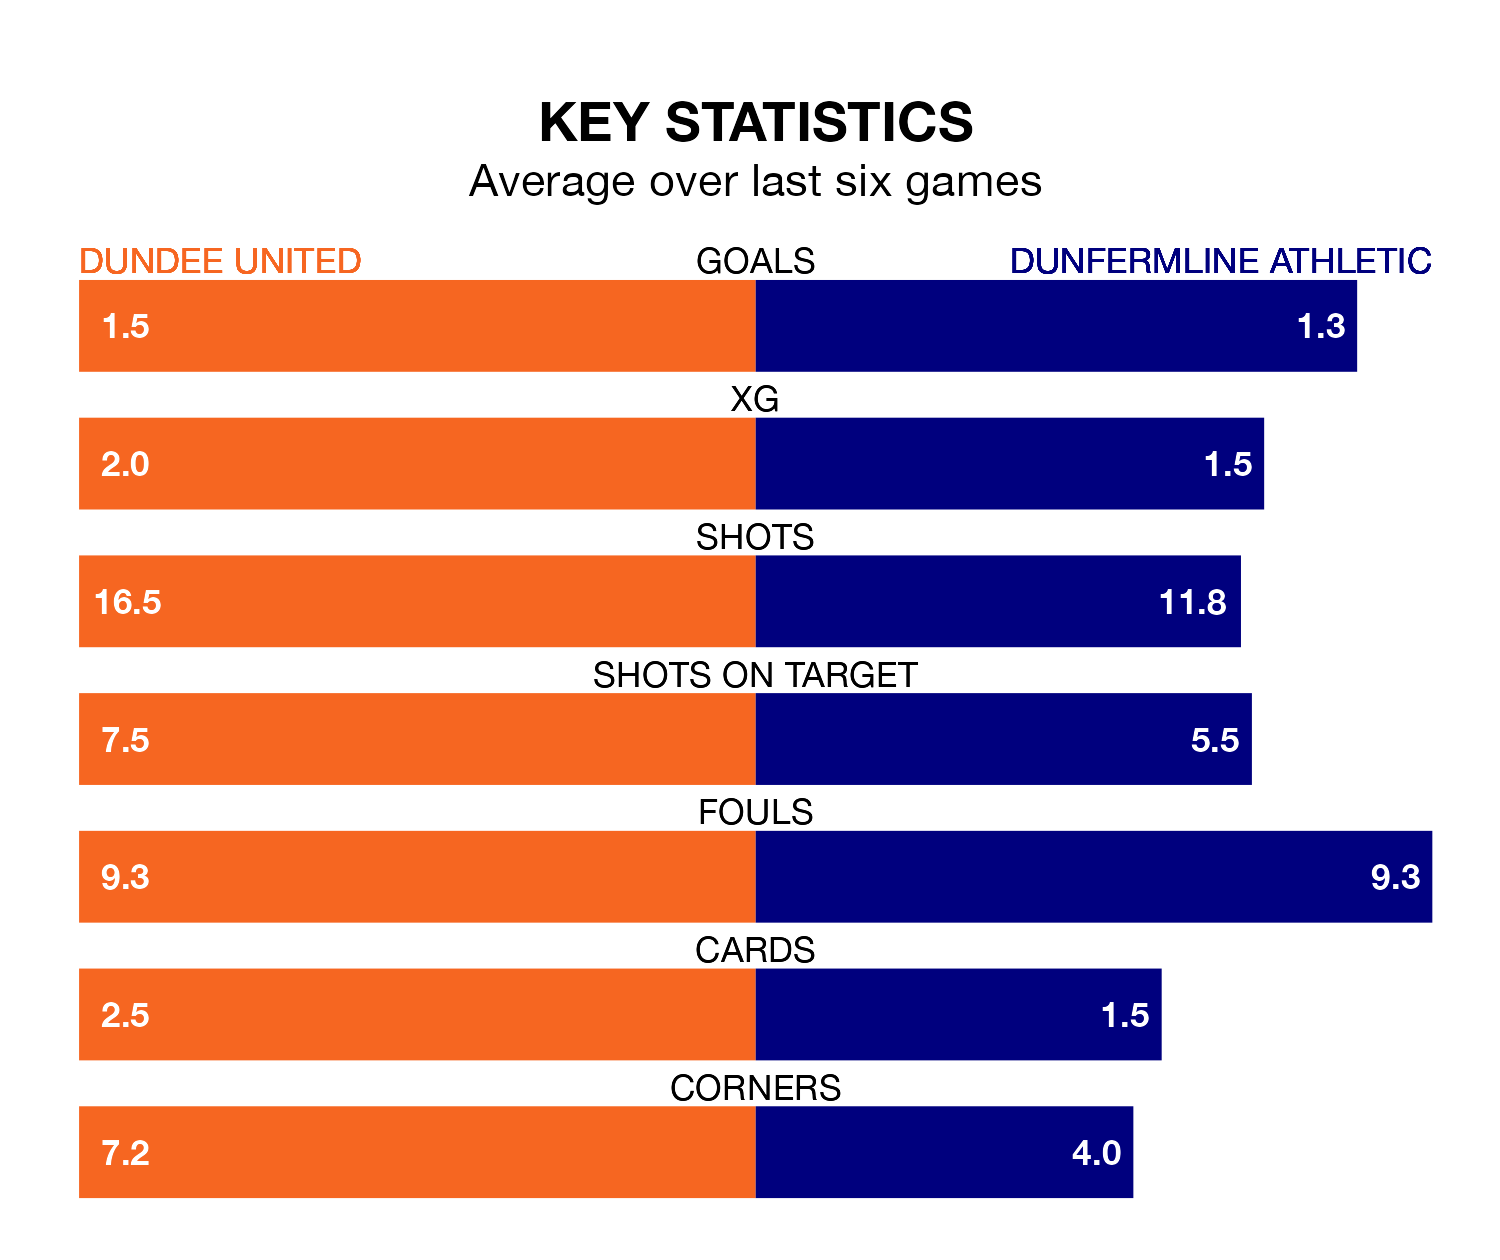 KEY STATISTICS
Average over last six games
DUNDEE UNITED GOALS DUNFERMLINE ATHLETIC
1.5 1.3
XG
2.0 1.5
SHOTS
16.5 11.8
SHOTS ON TARGET
7.5 5.5
FOULS
9.3 9.3
CARDS
2.5 1.5
CORNERS
7.2 4.0